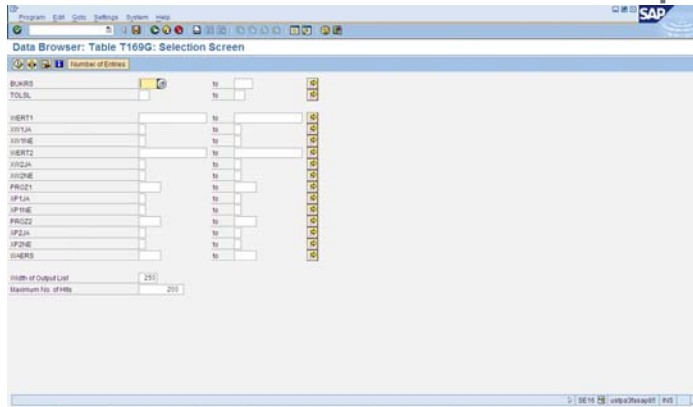 Program Edit Goto Settings System Help
SAP
Data Browser: Table T169G: Selection Screen
Number of Entries
BUKRS to
TOLSL to
WERT1 to
XW1JA to
XW1NE to
WERT2 to
XW2JA to
XW2NE to
PROZ1 to
XP1JA to
XP1NE to
PROZ2 to
XP2JA to
XP2NE to
WAERS to
Width of Output List 250
Maximum No. of Hits 200
SE16 INS